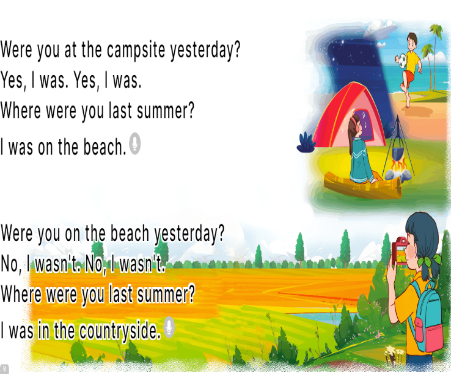 Were you at the campsite yesterday?
Yes, I was. Yes, I was.
Where were you last summer?
I was on the beach.
Were you on the beach yesterday?
No, I wasn't. No, I wasn't.
Where were you last summer?
I was in the countryside.